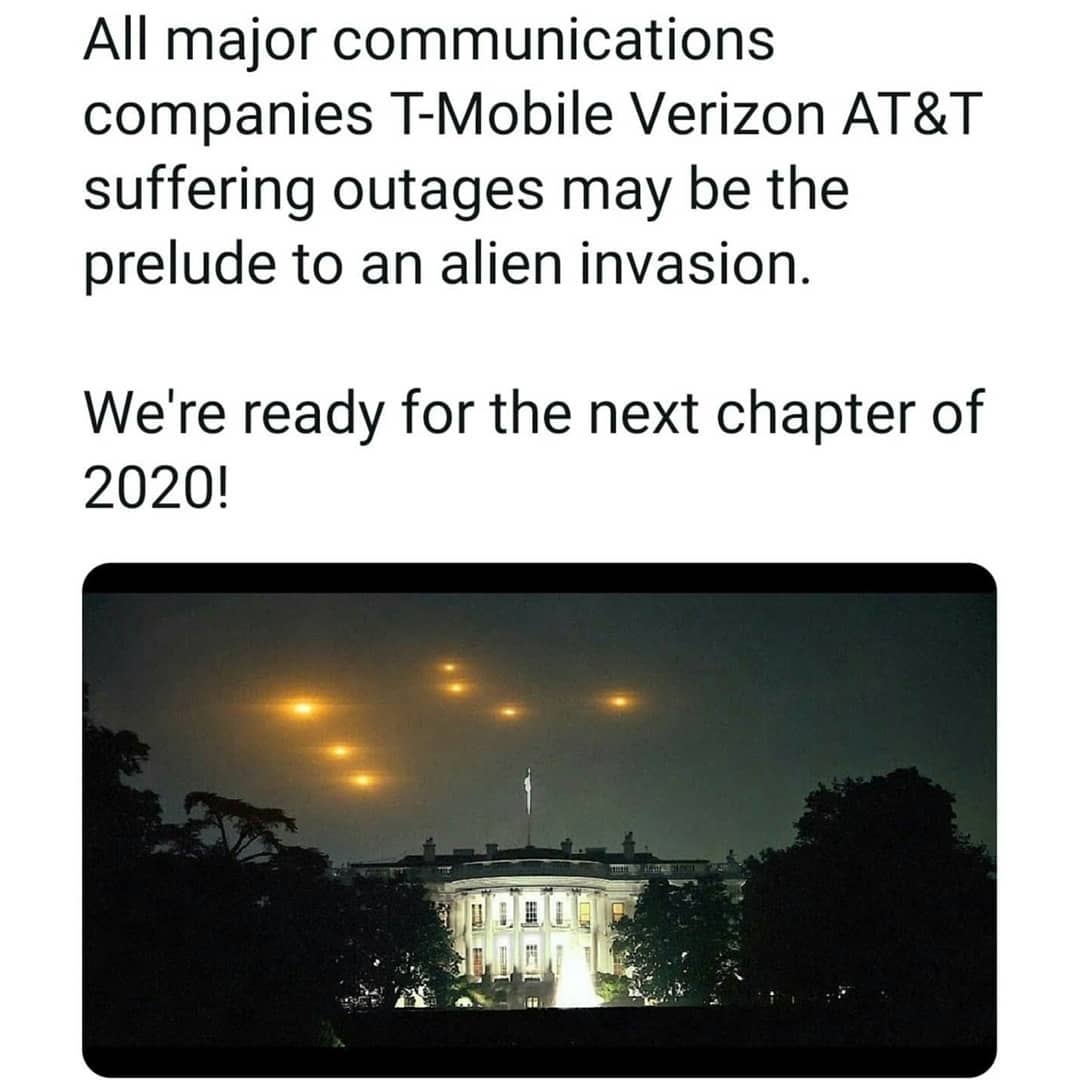 All major communications
companies T-Mobile Verizon AT&T
suffering outages may be the
prelude to an alien invasion.
We're ready for the next chapter of
2020!